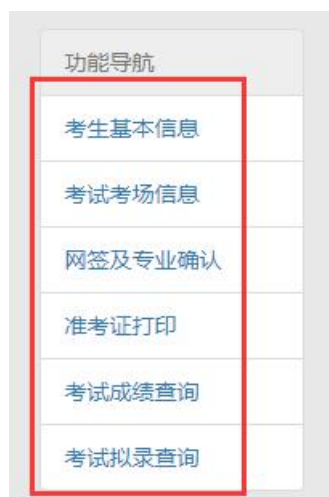 功能导航
考生基本信息
考试考场信息
网签及专业确认
准考证打印
考试成绩查询
考试拟录查询